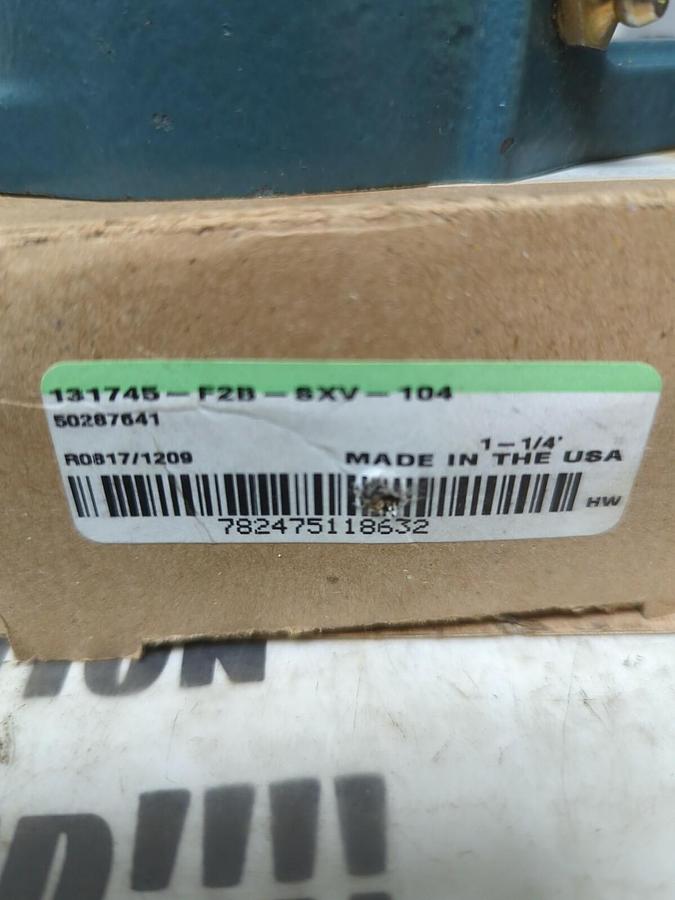 131745-F2B-SXV-104
50287641
1-1/4"
R0817/1209 MADE IN THE USA
HW
782475118632